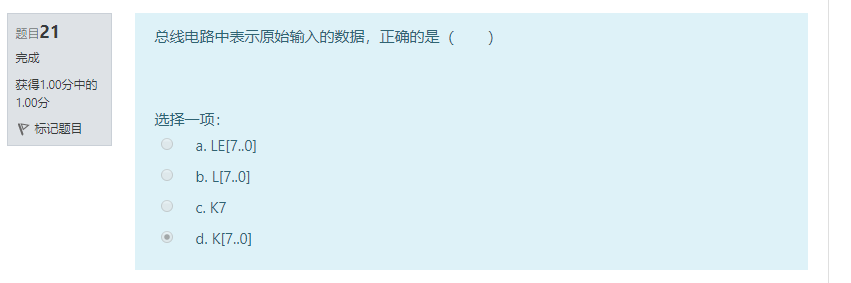 题目21
完成
获得1.00分中的
1.00分
标记题目
总线电路中表示原始输入的数据，正确的是（　　）
选择一项：
a. LE[7..0]
b. L[7..0]
c. K7
d. K[7..0]